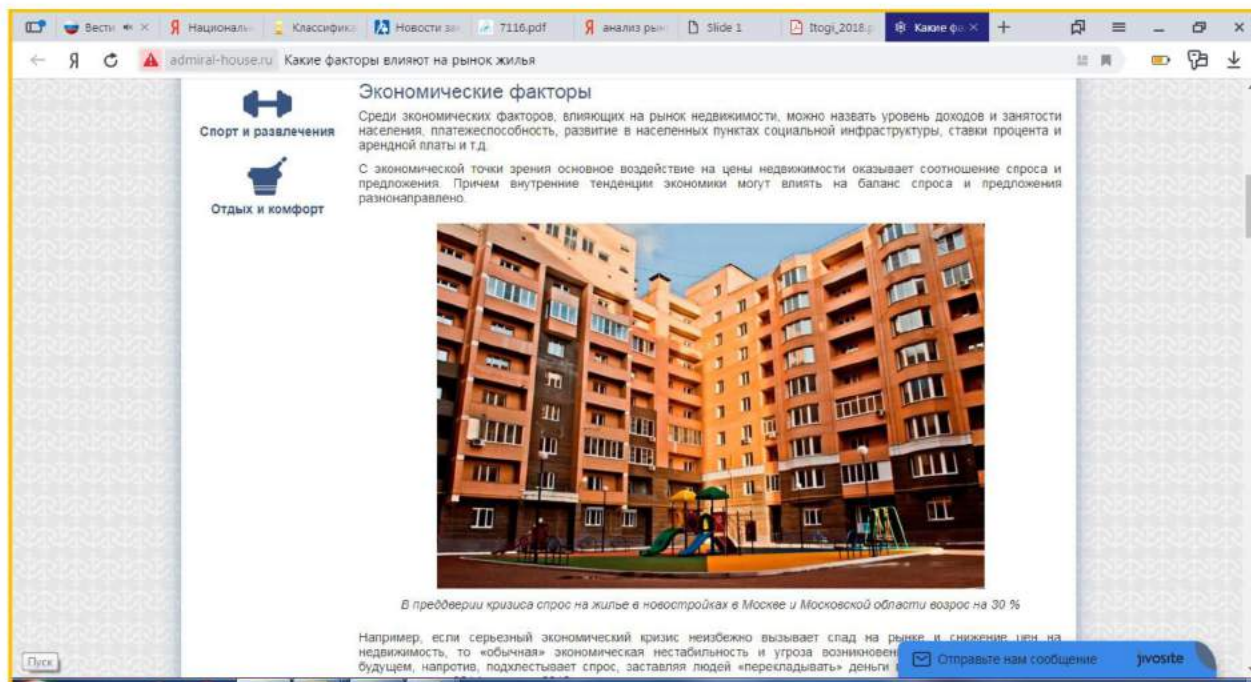 Вести
Национальн
Классифика
Новости за
7116.pdf
анализ рын
Slide 1
Itogi_2018.p
Какие фа
admiral-house.ru Какие факторы влияют на рынок жилья
Спорт и развлечения
Отдых и комфорт
Экономические факторы
Среди экономических факторов, влияющих на рынок недвижимости, можно назвать уровень доходов и занятости
населения, платежеспособность, развитие в населенных пунктах социальной инфраструктуры, ставки процента и
арендной платы и т.д.
С экономической точки зрения основное воздействие на цены недвижимости оказывает соотношение спроса и
предложения. Причем внутренние тенденции экономики могут влиять на баланс спроса и предложения
разнонаправлено.
В преддверии кризиса спрос на жилье в новостройках в Москве и Московской области возрос на 30 %
Например, если серьезный экономический кризис неизбежно вызывает спад на рынке и снижение цен на
недвижимость, то «обычная» экономическая нестабильность и угроза
будущем, напротив, подхлестывает спрос, заставляя людей «перекладывать» деньги
Отправьте нам сообщение jivosite
Пуск